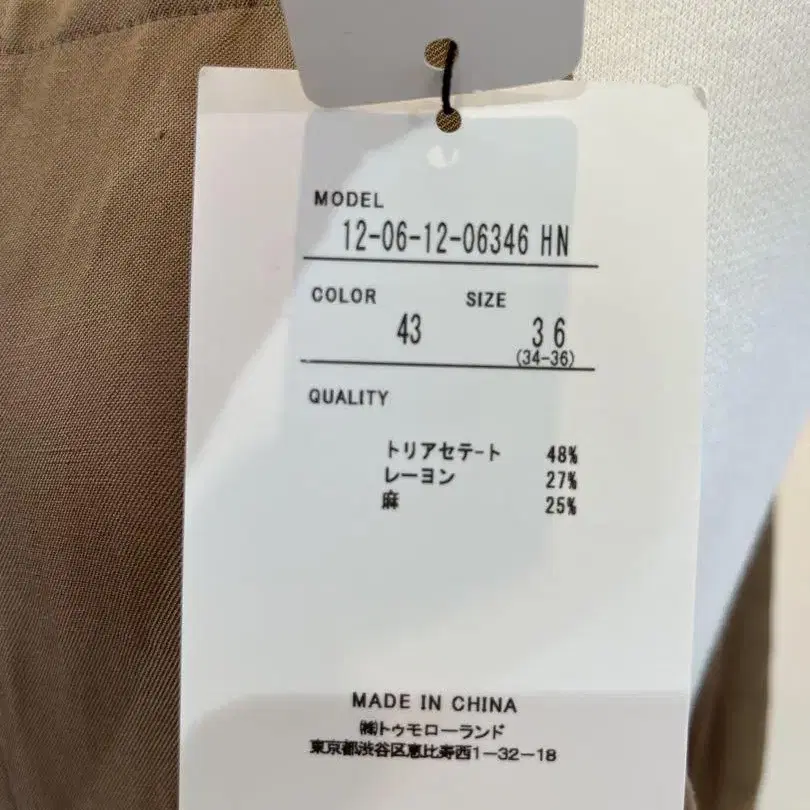 MODEL
12-06-12-06346 HN
COLOR SIZE
43 36
(34-36)
QUALITY
トリアセテート 48%
レーヨン 27%
麻 25%
MADE IN CHINA
㈱トゥモローランド
東京都渋谷区恵比寿西1-32-18